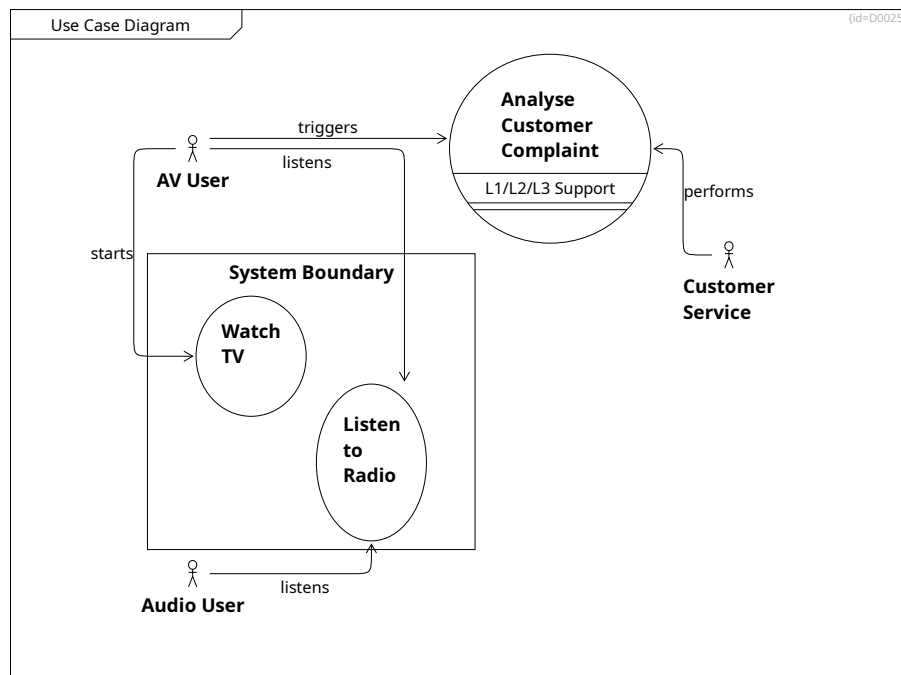 Use Case Diagram
{id=D0025
Analyse
Customer
Complaint
triggers
listens
AV User
L1/L2/L3 Support
performs
starts
System Boundary
Customer
Service
Watch
TV
Listen
to
Radio
listens
Audio User